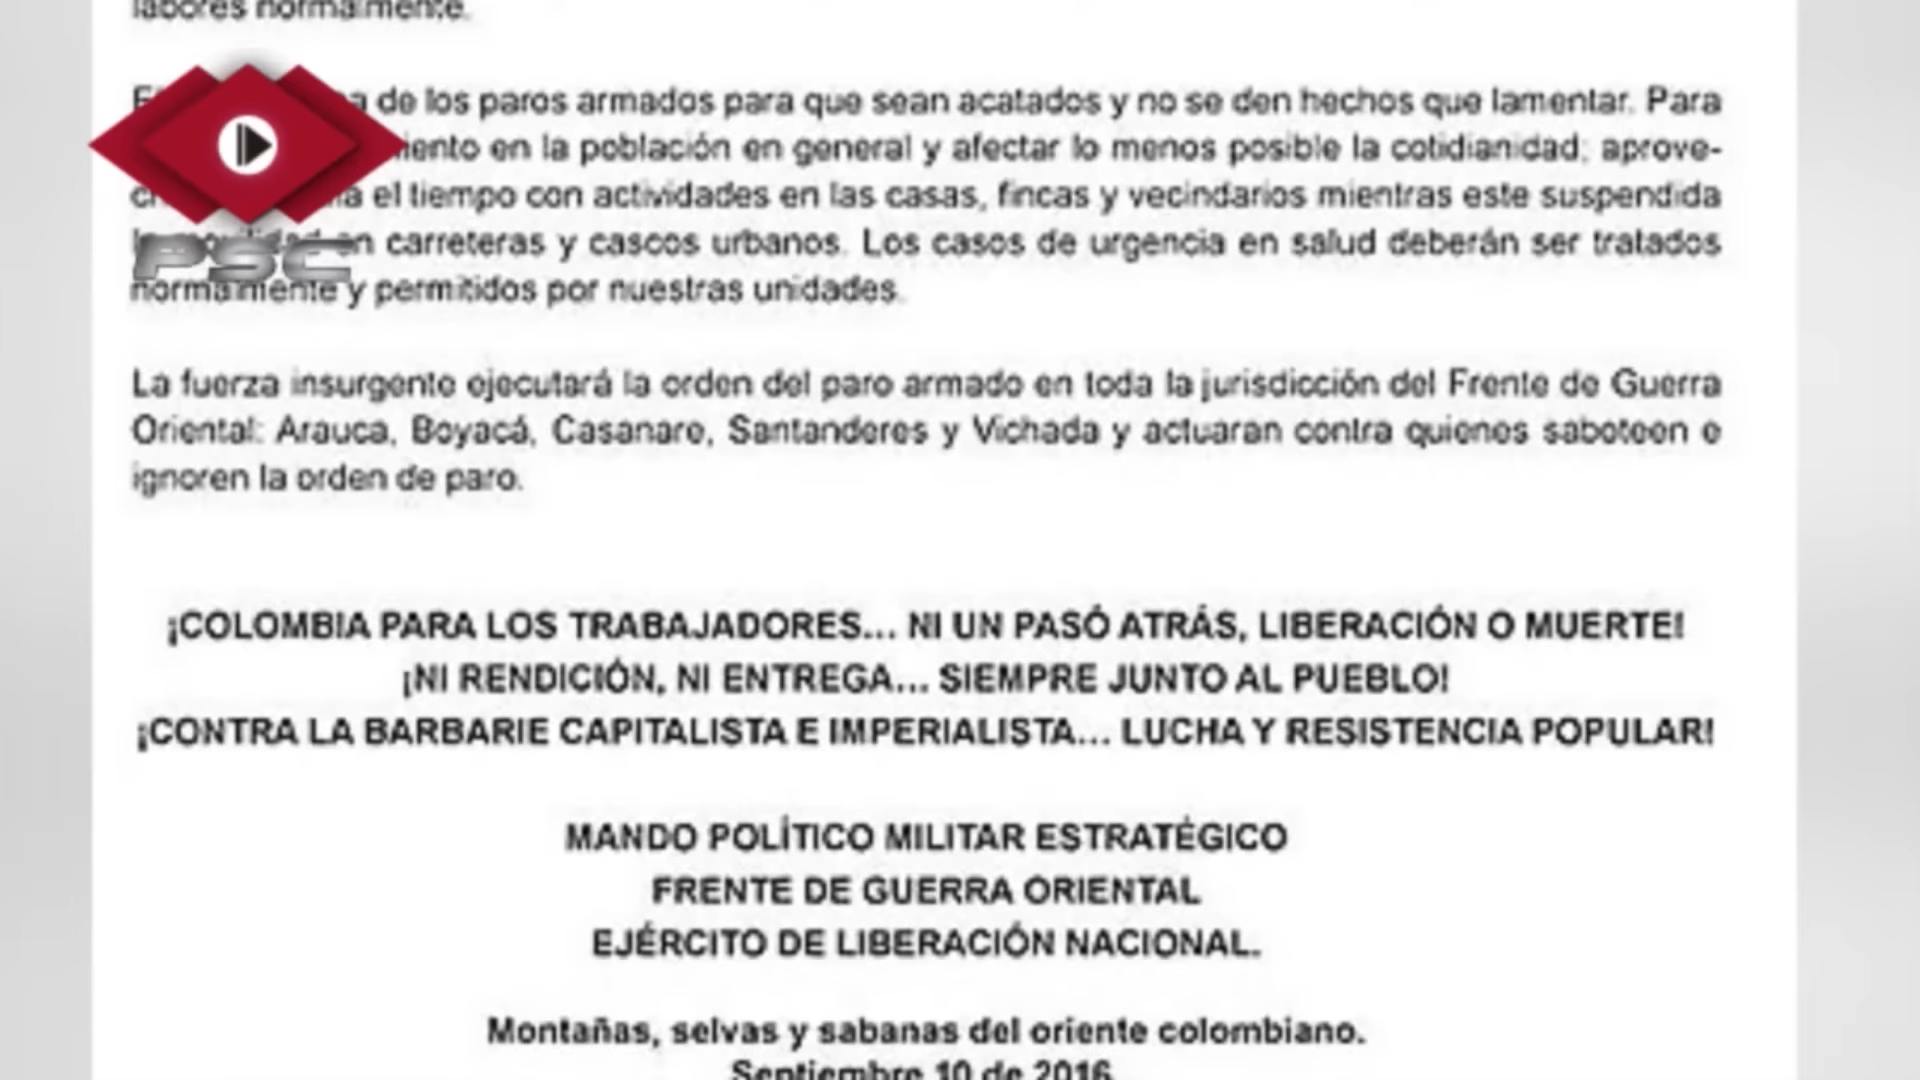 labores normalmente.
de los paros armados para que sean acatados y no se den hechos que lamentar. Para
en la población en general y afectar lo menos posible la cotidianidad; aprove-
el tiempo con actividades en las casas, fincas y vecindarios mientras este suspendida
en carreteras y cascos urbanos. Los casos de urgencia en salud deberán ser tratados
PSC
normalmente y permitidos por nuestras unidades.
La fuerza insurgente ejecutará la orden del paro armado en toda la jurisdicción del Frente de Guerra
Oriental: Arauca, Boyacá, Casanare, Santanderes y Vichada y actuaran contra quienes saboteen e
ignoren la orden de paro.
¡COLOMBIA PARA LOS TRABAJADORES... NI UN PASÓ ATRÁS, LIBERACIÓN O MUERTE!
¡NI RENDICIÓN, NI ENTREGA... SIEMPRE JUNTO AL PUEBLO!
¡CONTRA LA BARBARIE CAPITALISTA E IMPERIALISTA... LUCHA Y RESISTENCIA POPULAR!
MANDO POLÍTICO MILITAR ESTRATÉGICO
FRENTE DE GUERRA ORIENTAL
EJÉRCITO DE LIBERACIÓN NACIONAL.
Montañas, selvas y sabanas del oriente colombiano.
Septiembre 10 de 2016